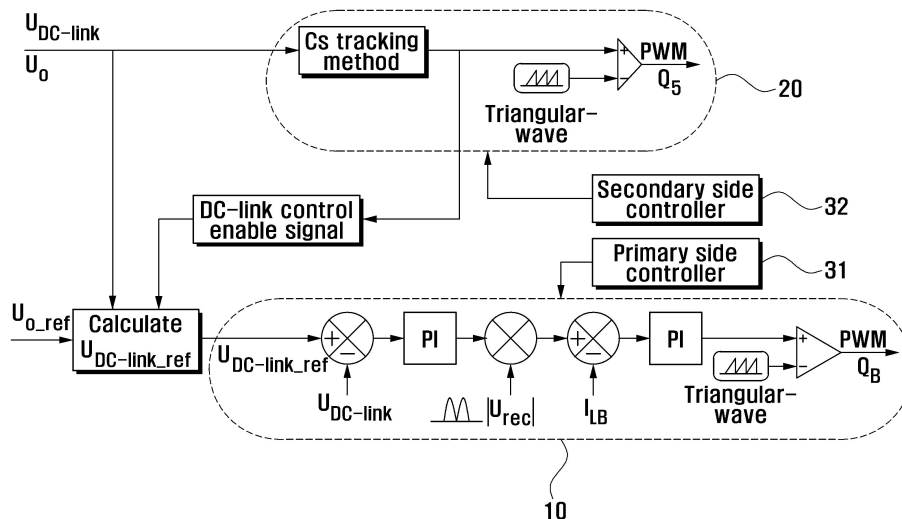 U_DC-link
U_o
Cs tracking
method
+
−
PWM
Q_5
Triangular-
wave
20
DC-link control
enable signal
Secondary side
controller
32
Primary side
controller
31
U_o_ref
Calculate
U_DC-link_ref
U_DC-link_ref
+
−
PI
+
−
PI
+
−
PWM
Q_B
Triangular-
wave
U_DC-link
|U_rec|
I_LB
10